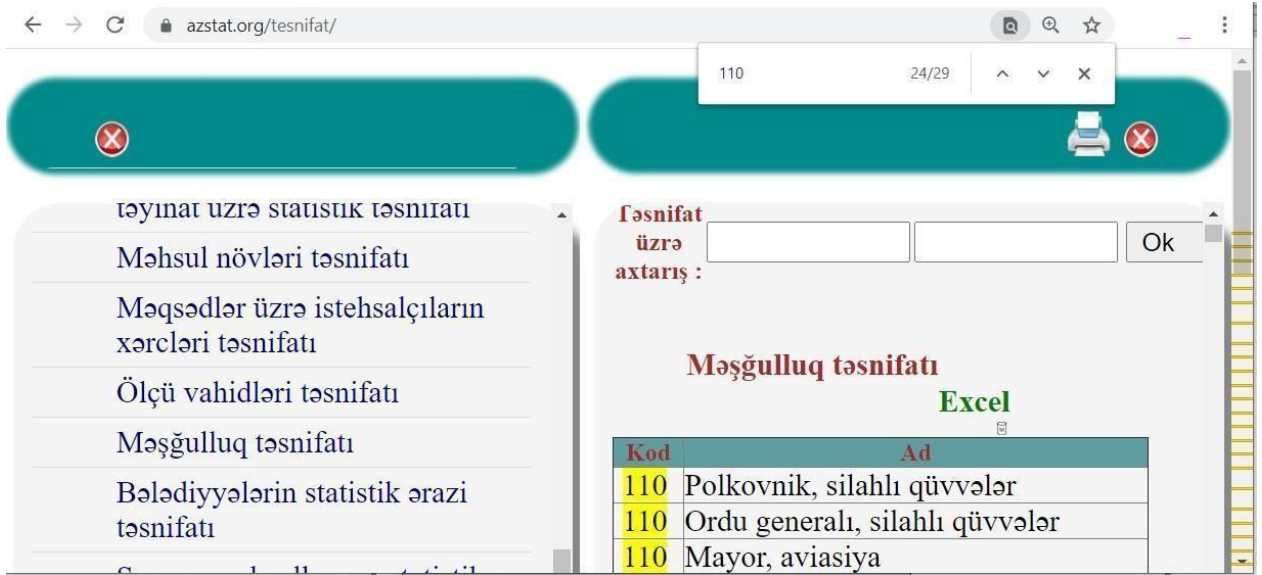 azstat.org/tesnifat/
110 24/29
təyinat üzrə statistik təsnifatı
Məhsul növləri təsnifatı
Məqsədlər üzrə istehsalçıların
xərcləri təsnifatı
Ölçü vahidləri təsnifatı
Məşğulluq təsnifatı
Bələdiyyələrin statistik ərazi
təsnifatı
Təsnifat
üzrə
axtarış :
Ok
Məşğulluq təsnifatı
Excel
Kod Ad
110 Polkovnik, silahlı qüvvələr
110 Ordu generalı, silahlı qüvvələr
110 Mayor, aviasiya